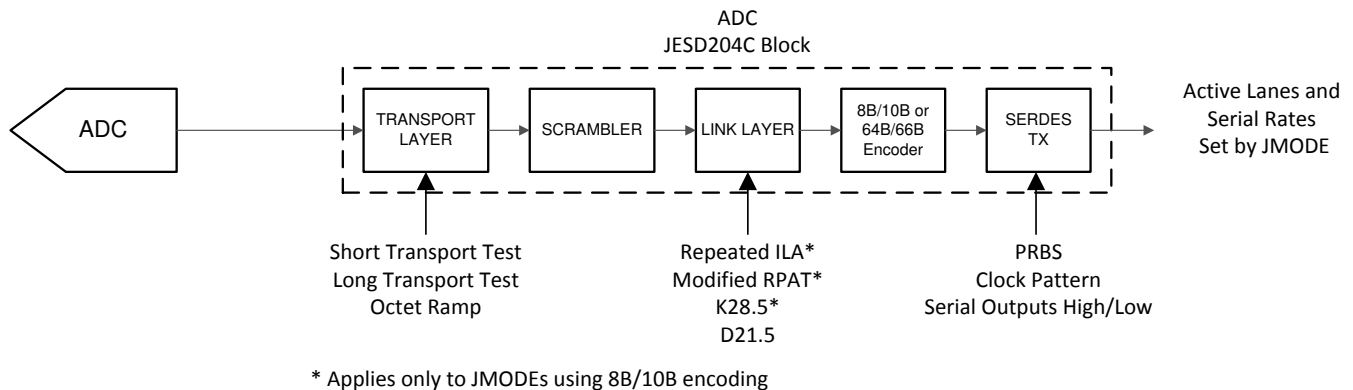 ADC
JESD204C Block
ADC
TRANSPORT
LAYER
SCRAMBLER
LINK LAYER
8B/10B or
64B/66B
Encoder
SERDES
TX
Active Lanes and
Serial Rates
Set by JMODE
Short Transport Test
Long Transport Test
Octet Ramp
Repeated ILA*
Modified RPAT*
K28.5*
D21.5
PRBS
Clock Pattern
Serial Outputs High/Low
* Applies only to JMODEs using 8B/10B encoding